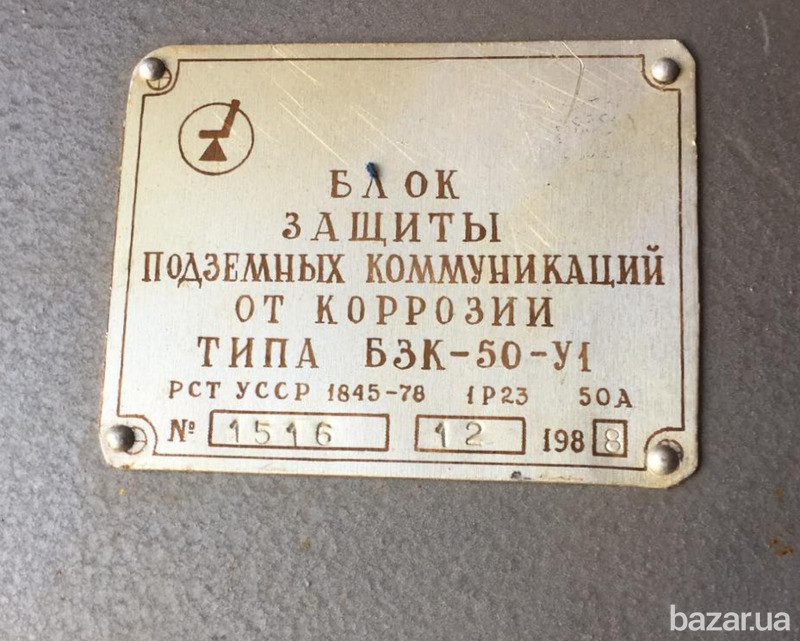 БЛОК
ЗАЩИТЫ
ПОДЗЕМНЫХ КОММУНИКАЦИЙ
ОТ КОРРОЗИИ
ТИПА БЗК-50-У1
РСТ УССР 1845-78 1Р23 50А
№ 1516 12 1988
bazar.ua